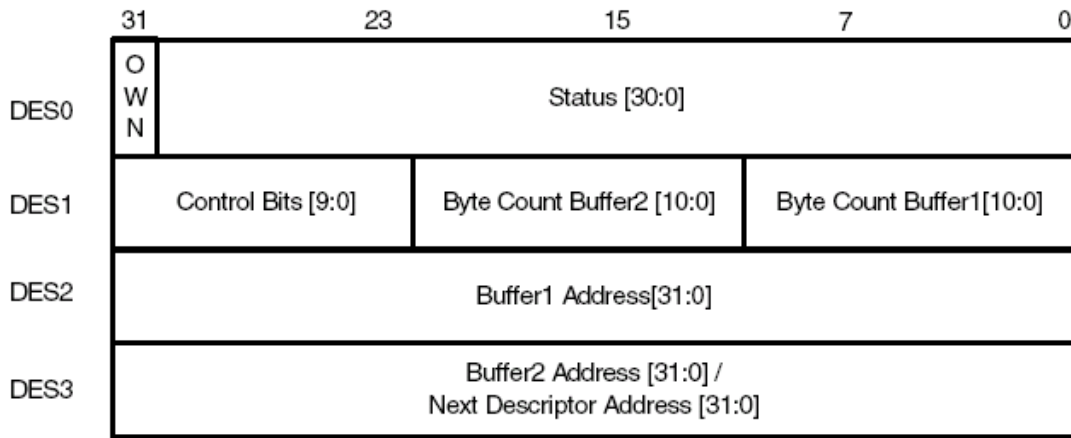 31 23 15 7 0
O
W
N
DES0
Status [30:0]
DES1
Control Bits [9:0]
Byte Count Buffer2 [10:0]
Byte Count Buffer1[10:0]
DES2
Buffer1 Address[31:0]
DES3
Buffer2 Address [31:0] /
Next Descriptor Address [31:0]